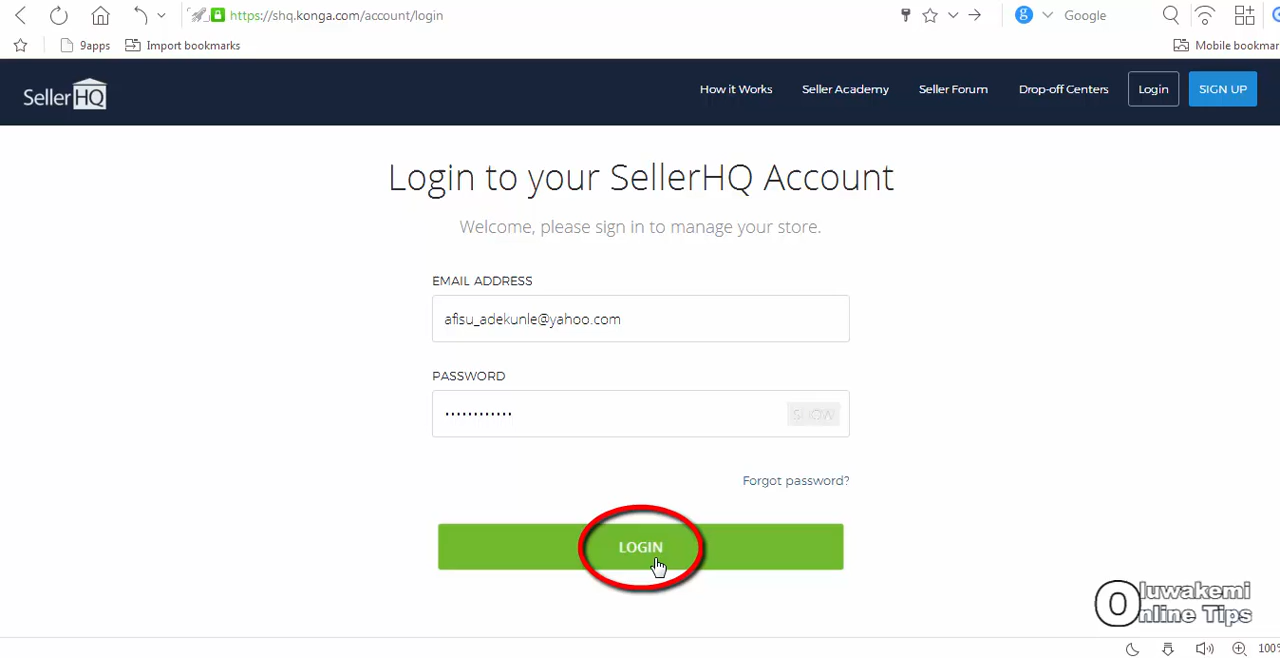 https://shq.konga.com/account/login
Google
9apps
Import bookmarks
Mobile bookmar
SellerHQ
How it Works
Seller Academy
Seller Forum
Drop-off Centers
Login
SIGN UP
Login to your SellerHQ Account
Welcome, please sign in to manage your store.
EMAIL ADDRESS
afisu_adekunle@yahoo.com
PASSWORD
••••••••••••
SHOW
Forgot password?
LOGIN
Oluwakemi
Online Tips
100%